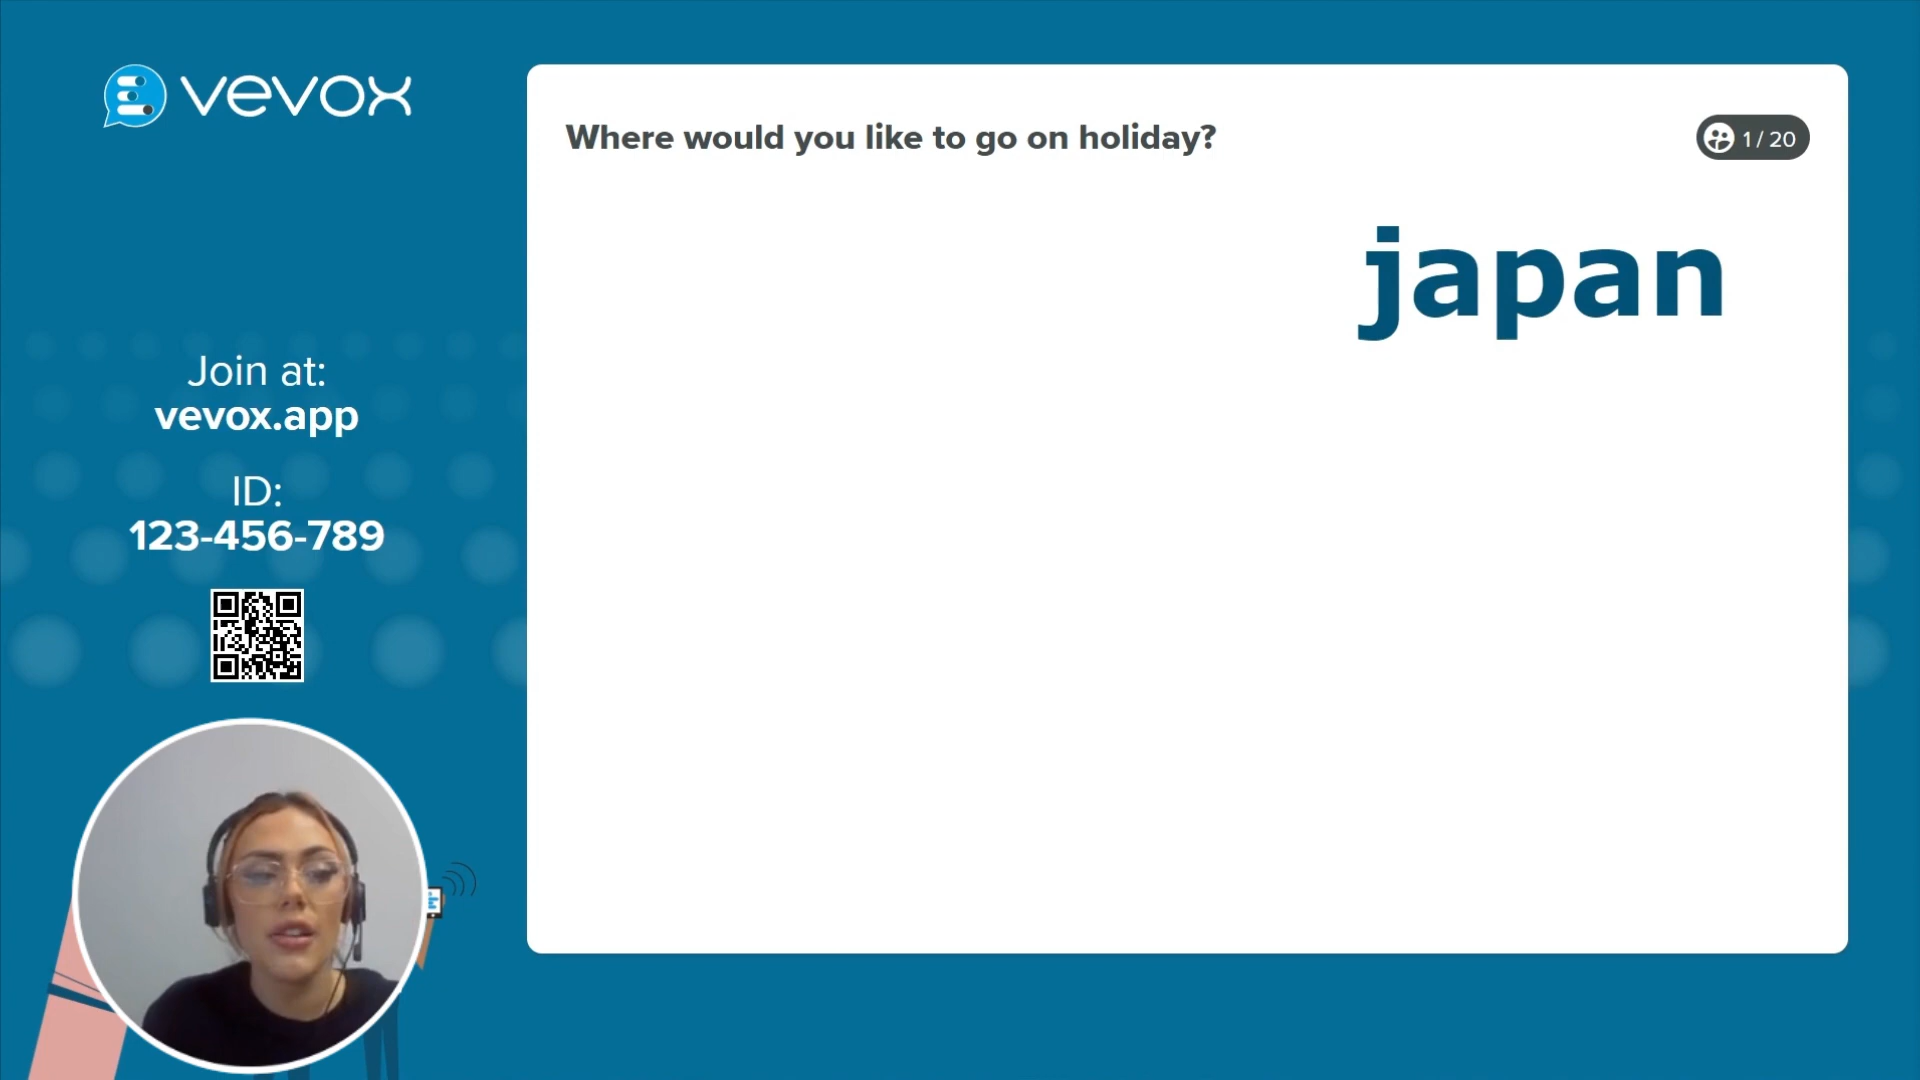 vevox
Where would you like to go on holiday?
1 / 20
japan
Join at:
vevox.app
ID:
123-456-789